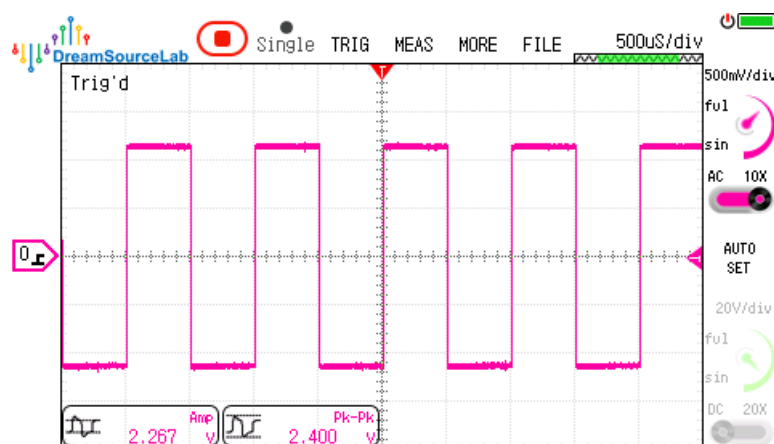 DreamSourceLab
Single TRIG MEAS MORE FILE 500uS/div
Trig'd
T
500mV/div
ful
sin
AC 10X
0
AUTO
SET
20V/div
ful
sin
DC 20X
Amp
2.267 V
Pk-Pk
2.400 V